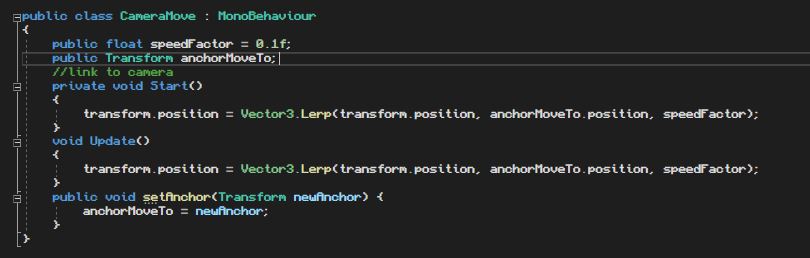 public class CameraMove : MonoBehaviour
{
    public float speedFactor = 0.1f;
    public Transform anchorMoveTo;
    //link to camera
    private void Start()
    {
        transform.position = Vector3.Lerp(transform.position, anchorMoveTo.position, speedFactor);
    }
    void Update()
    {
        transform.position = Vector3.Lerp(transform.position, anchorMoveTo.position, speedFactor);
    }
    public void setAnchor(Transform newAnchor) {
        anchorMoveTo = newAnchor;
    }
}